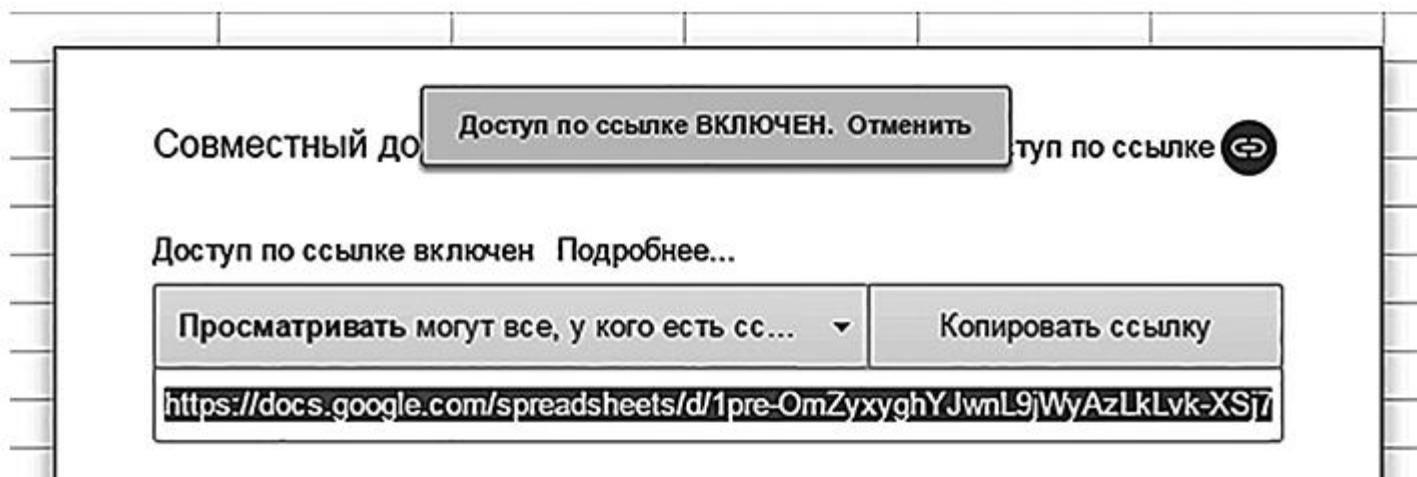 Доступ по ссылке ВКЛЮЧЕН. Отменить
Совместный до туп по ссылке
Доступ по ссылке включен Подробнее...
Просматривать могут все, у кого есть сс... Копировать ссылку
https://docs.google.com/spreadsheets/d/1pre-OmZyxyghYJwnL9jWyAzLkLvk-XSj7